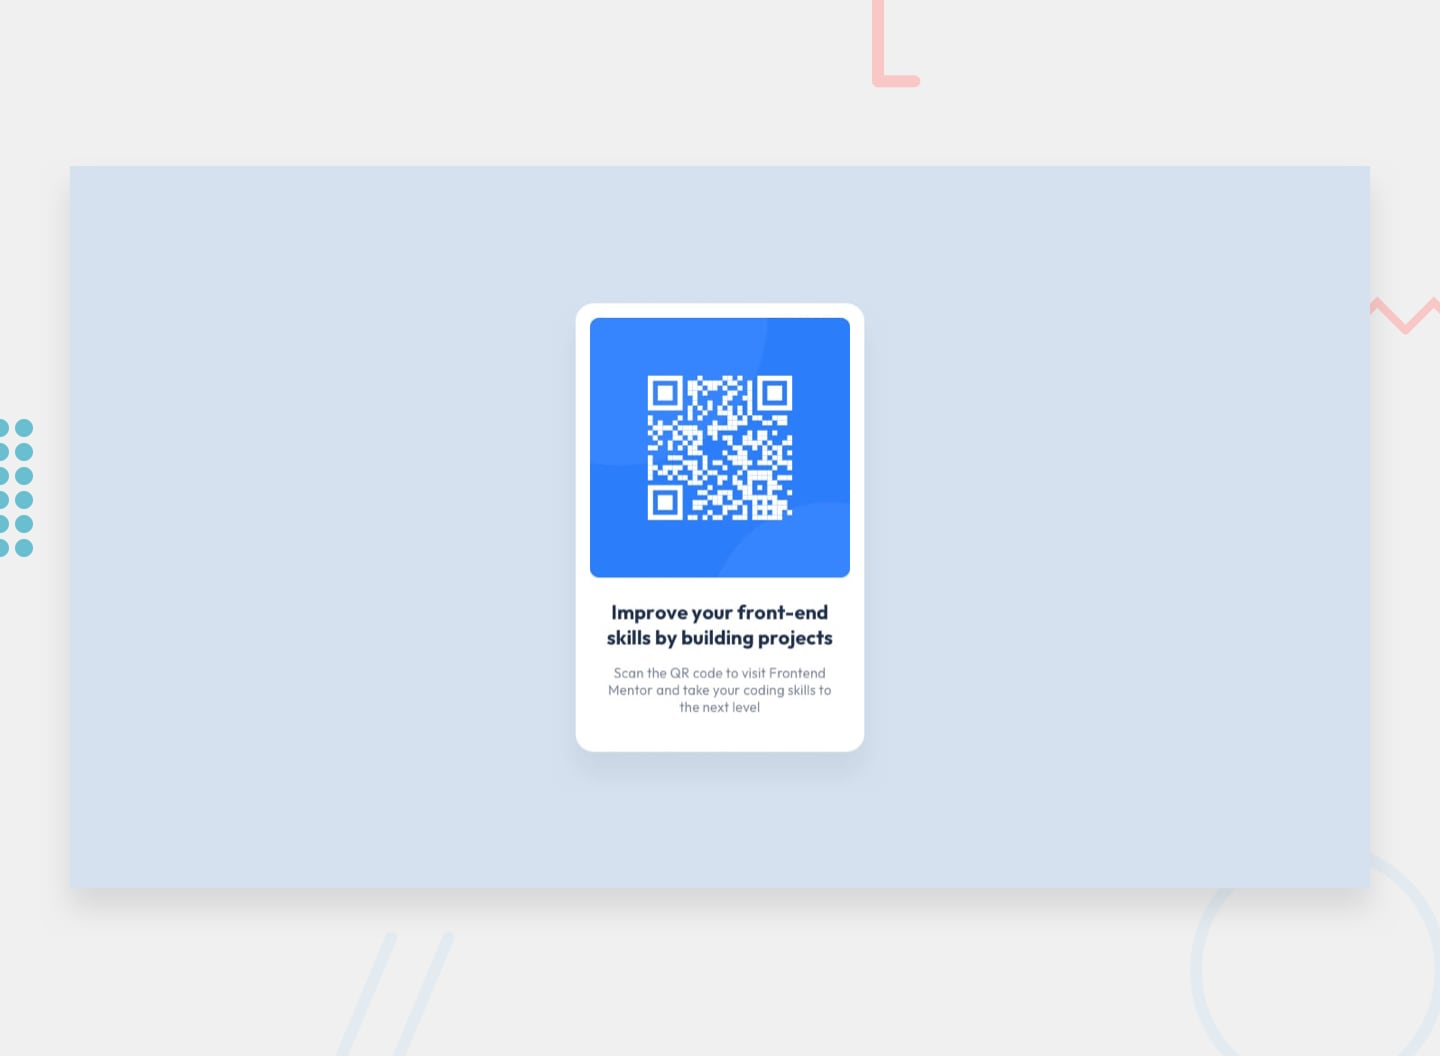 Improve your front-end
skills by building projects
Scan the QR code to visit Frontend
Mentor and take your coding skills to
the next level